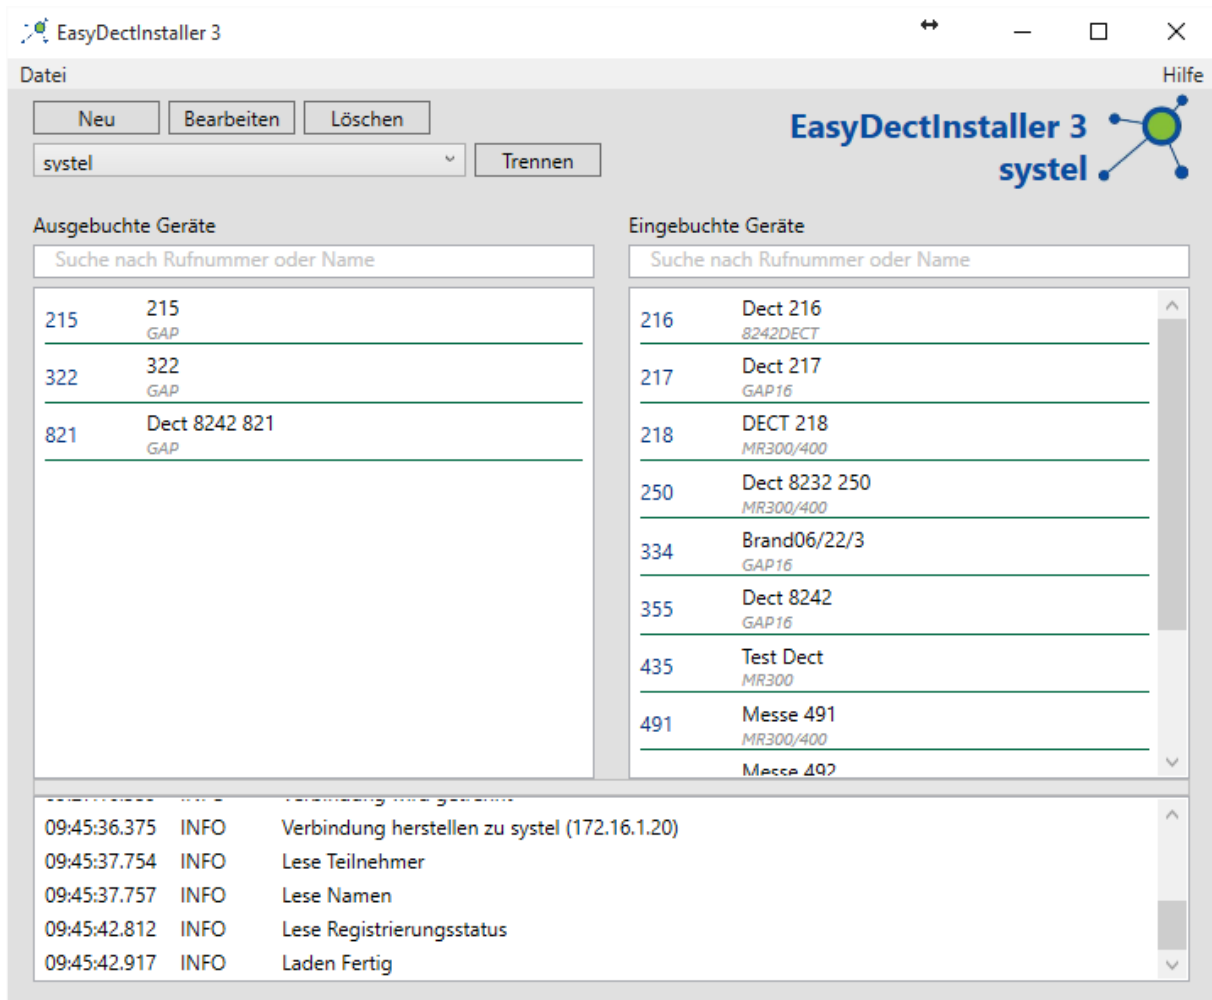 EasyDectInstaller 3
Datei
Hilfe
Neu
Bearbeiten
Löschen
systel
Trennen
EasyDectInstaller 3
systel
Ausgebuchte Geräte
Suche nach Rufnummer oder Name
215 215
GAP
322 322
GAP
821 Dect 8242 821
GAP
Eingebuchte Geräte
Suche nach Rufnummer oder Name
216 Dect 216
8242DECT
217 Dect 217
GAP16
218 DECT 218
MR300/400
250 Dect 8232 250
MR300/400
334 Brand06/22/3
GAP16
355 Dect 8242
GAP16
435 Test Dect
MR300
491 Messe 491
MR300/400
Messe 492
09:45:36.375 INFO Verbindung herstellen zu systel (172.16.1.20)
09:45:37.754 INFO Lese Teilnehmer
09:45:37.757 INFO Lese Namen
09:45:42.812 INFO Lese Registrierungsstatus
09:45:42.917 INFO Laden Fertig